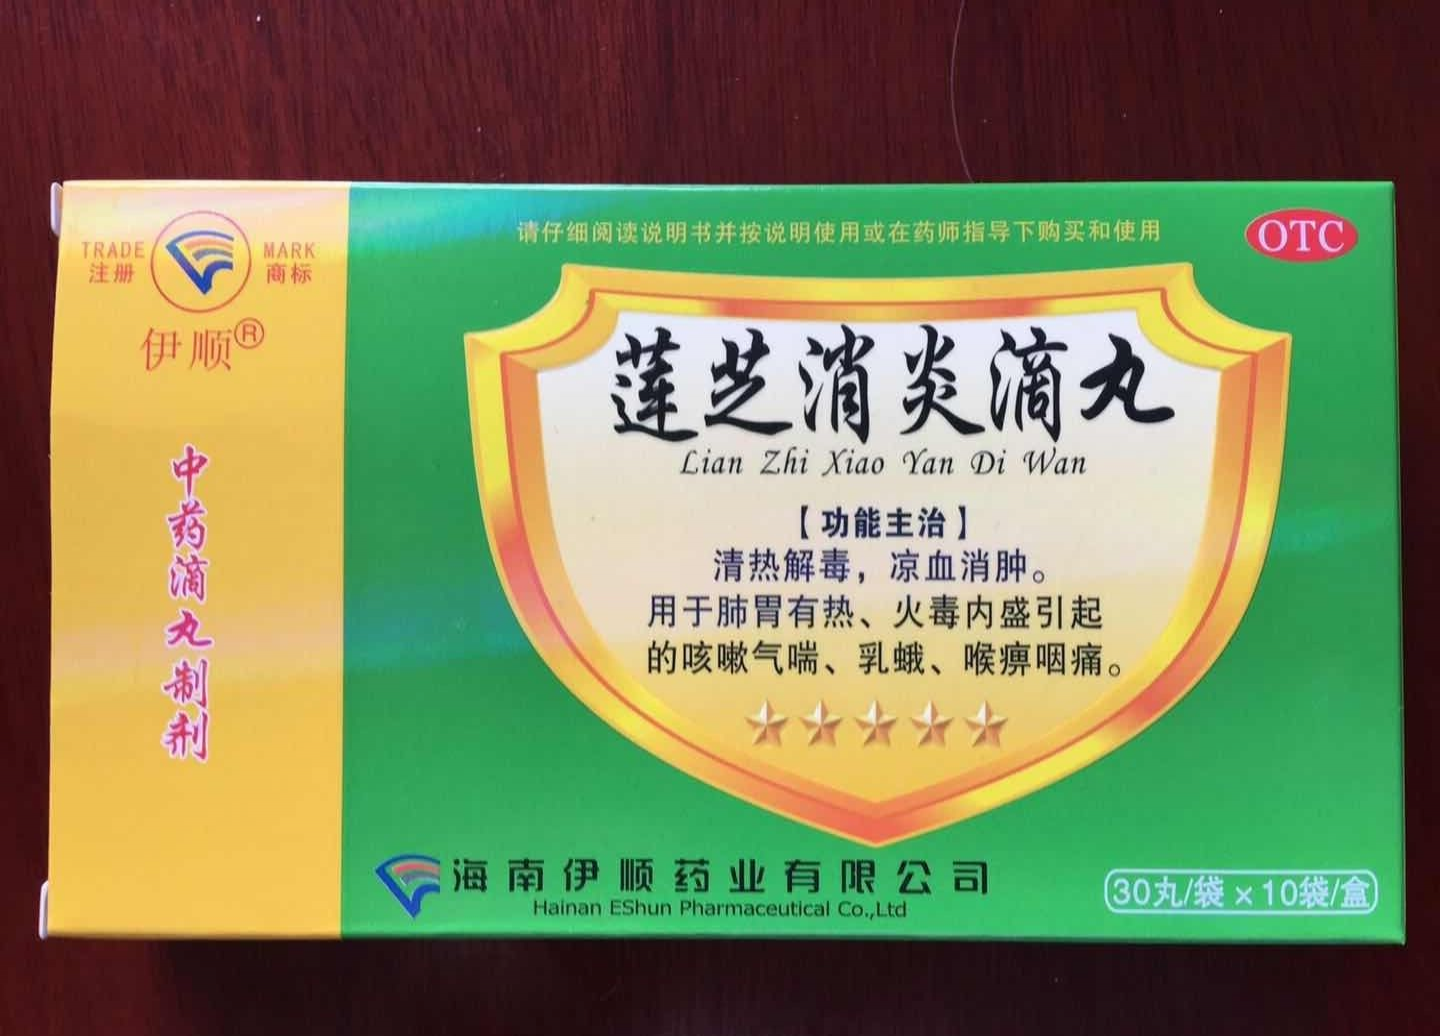 TRADE MARK
注册 商标
伊顺®
中药滴丸制剂
请仔细阅读说明书并按说明使用或在药师指导下购买和使用
OTC
莲芝消炎滴丸
Lian Zhi Xiao Yan Di Wan
【功能主治】
清热解毒，凉血消肿。
用于肺胃有热、火毒内盛引起
的咳嗽气喘、乳蛾、喉痹咽痛。
海南伊顺药业有限公司
Hainan EShun Pharmaceutical Co.,Ltd
30丸/袋×10袋/盒